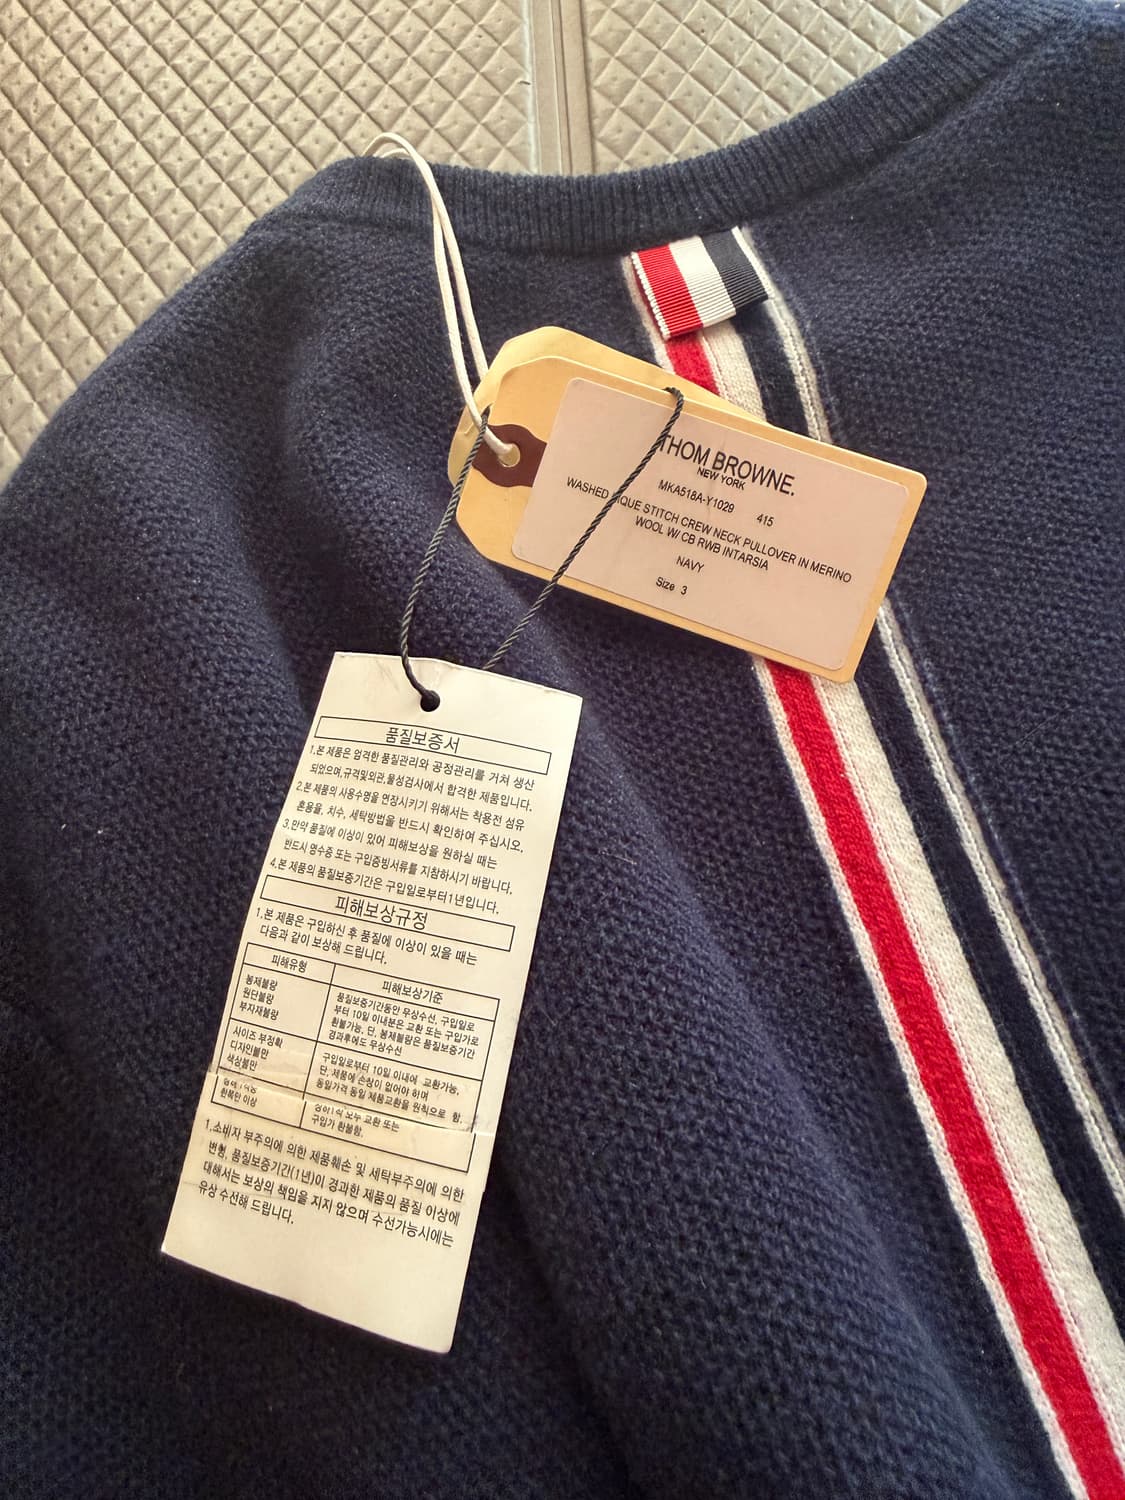 THOM BROWNE.
NEW YORK
MKA518A-Y1029 415
WASHED PIQUE STITCH CREW NECK PULLOVER IN MERINO
WOOL W/ CB RWB INTARSIA
NAVY
Size 3
품질보증서
1.본 제품은 엄격한 품질관리와 공정관리를 거쳐 생산
되었으며,규격및외관,물성검사에서 합격한 제품입니다.
2.본 제품의 사용수명을 연장시키기 위해서는 착용전 섬유
혼용율, 치수, 세탁방법을 반드시 확인하여 주십시오.
3.만약 품질에 이상이 있어 피해보상을 원하실 때는
반드시 영수증 또는 구입증빙서류를 지참하시기 바랍니다.
4.본 제품의 품질보증기간은 구입일로부터1년입니다.
피해보상규정
1.본 제품은 구입하신 후 품질에 이상이 있을 때는
다음과 같이 보상해 드립니다.
피해유형 피해보상기준
봉제불량
원단불량
부자재불량
품질보증기간동안 우상수선, 구입일로
부터 10일 이내분은 교환 또는 구입가로
환불가능. 단, 봉제불량은 품질보증기간
경과후에도 무상수선
사이즈 부정확
디자인불만
색상불만
구입일로부터 10일 이내에 교환가능,
단, 제품에 손상이 없어야 하며
동일가격 동일 제품교환을 원칙으로 함.
한복만 이상
교환 또는
구입가 환불함.
1.소비자 부주의에 의한 제품훼손 및 세탁부주의에 의한
변형, 품질보증기간(1년)이 경과한 제품의 품질 이상에
대해서는 보상의 책임을 지지 않으며 수선가능시에는
유상 수선해 드립니다.